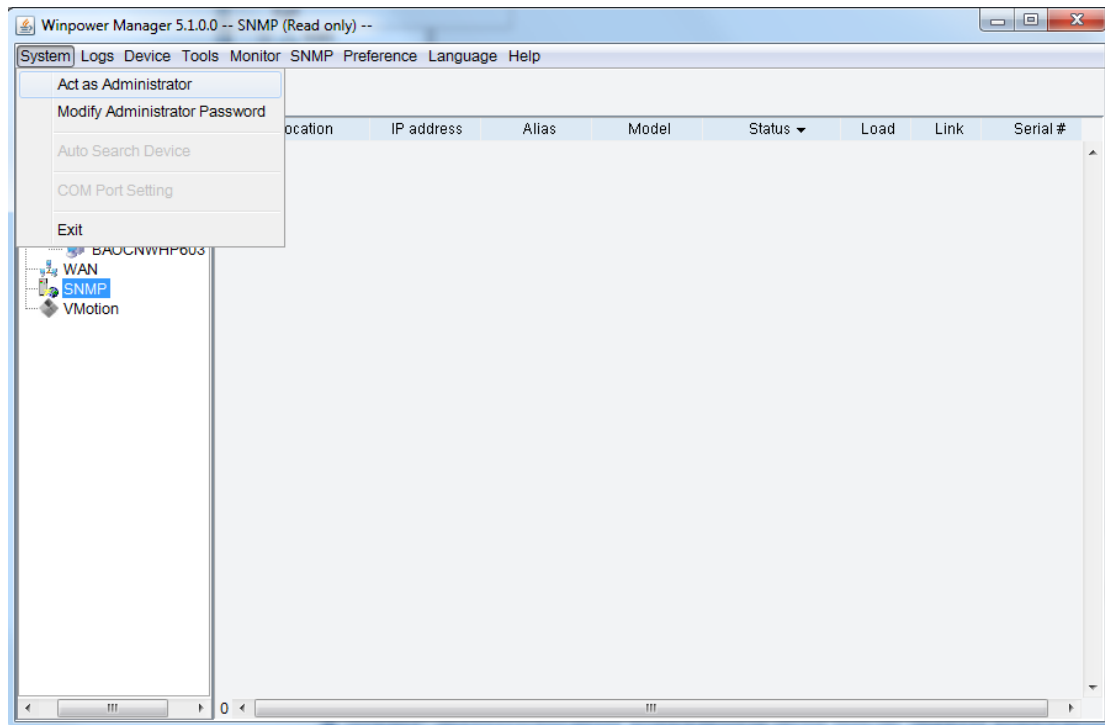 Winpower Manager 5.1.0.0 -- SNMP (Read only) --
System Logs Device Tools Monitor SNMP Preference Language Help
Act as Administrator
Modify Administrator Password
ocation IP address Alias Model Status Load Link Serial #
Auto Search Device
COM Port Setting
Exit
BAOCNWHP603
WAN
SNMP
VMotion
0